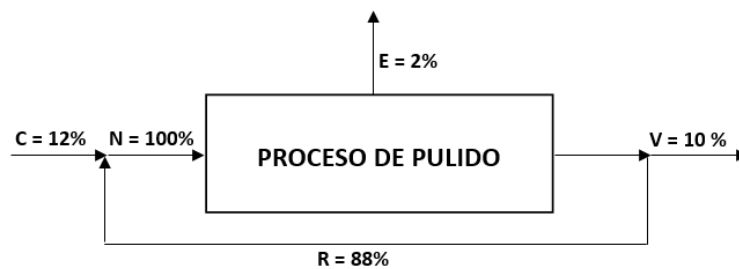 E = 2%
C = 12%
N = 100%
V = 10 %
PROCESO DE PULIDO
R = 88%